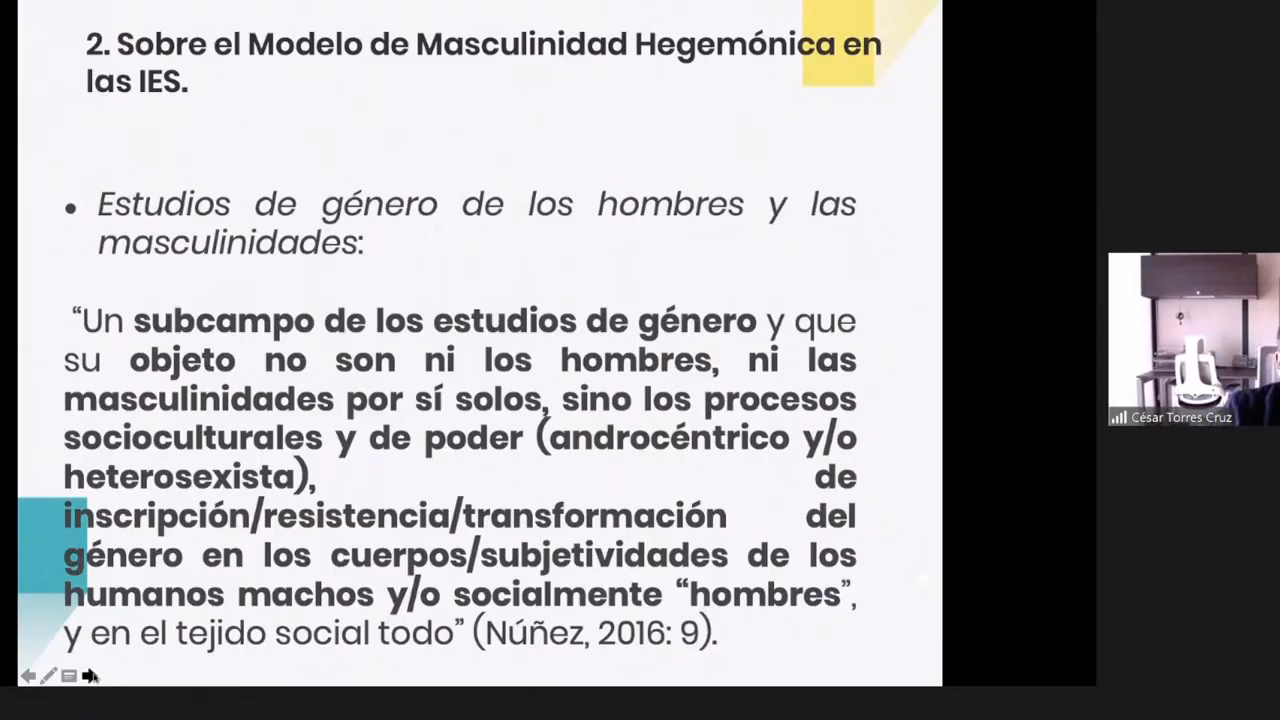 2. Sobre el Modelo de Masculinidad Hegemónica en
las IES.
• Estudios de género de los hombres y las
masculinidades:
“Un subcampo de los estudios de género y que
su objeto no son ni los hombres, ni las
masculinidades por sí solos, sino los procesos
socioculturales y de poder (androcéntrico y/o
heterosexista), de
inscripción/resistencia/transformación del
género en los cuerpos/subjetividades de los
humanos machos y/o socialmente “hombres”,
y en el tejido social todo” (Núñez, 2016: 9).
César Torres Cruz